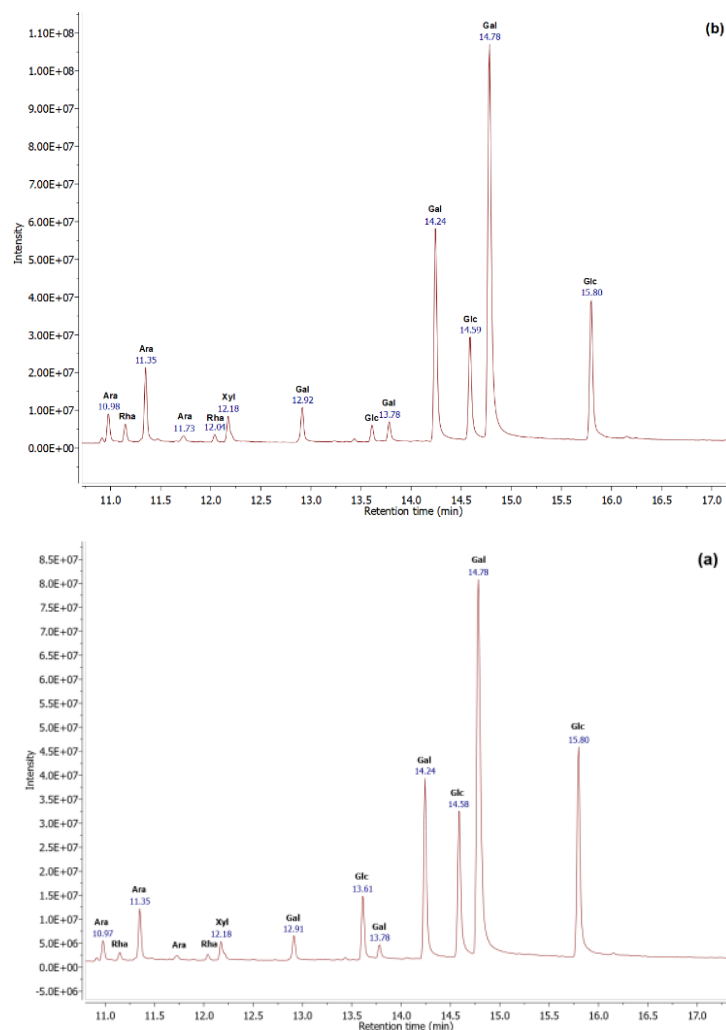 (b)
Gal
14.78
1.10E+08
1.00E+08
9.00E+07
8.00E+07
7.00E+07
6.00E+07
5.00E+07
4.00E+07
3.00E+07
2.00E+07
1.00E+07
0.00E+00
Intensity
Gal
14.24
Glc
14.59
Glc
15.80
Ara
10.98
Rha
Ara
11.35
Ara
11.73
Rha
12.04
Xyl
12.18
Gal
12.92
Glc
Gal
13.78
11.0 11.5 12.0 12.5 13.0 13.5 14.0 14.5 15.0 15.5 16.0 16.5 17.0
Retention time (min)
(a)
Gal
14.78
8.5E+07
8.0E+07
7.5E+07
7.0E+07
6.5E+07
6.0E+07
5.5E+07
5.0E+07
4.5E+07
4.0E+07
3.5E+07
3.0E+07
2.5E+07
2.0E+07
1.5E+07
1.0E+07
5.0E+06
0.0E+00
-5.0E+06
Intensity
Gal
14.24
Glc
14.58
Glc
15.80
Ara
10.97
Rha
Ara
11.35
Ara
Rha
Xyl
12.18
Gal
12.91
Glc
13.61
Gal
13.78
11.0 11.5 12.0 12.5 13.0 13.5 14.0 14.5 15.0 15.5 16.0 16.5 17.0
Retention time (min)